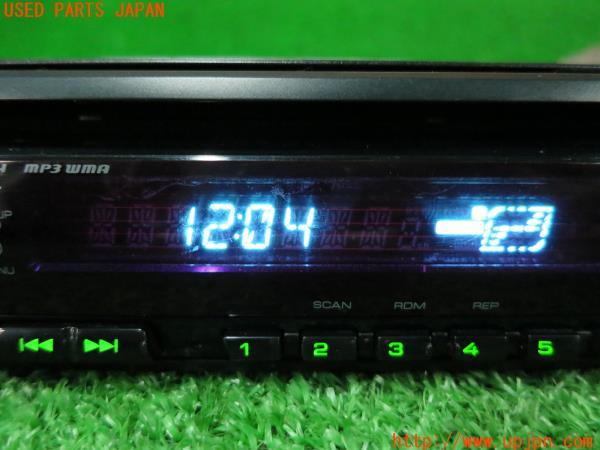 USED PARTS JAPAN
MP3 WMA
12:04
SCAN RDM REP
1 2 3 4 5
http://www.upjpn.com